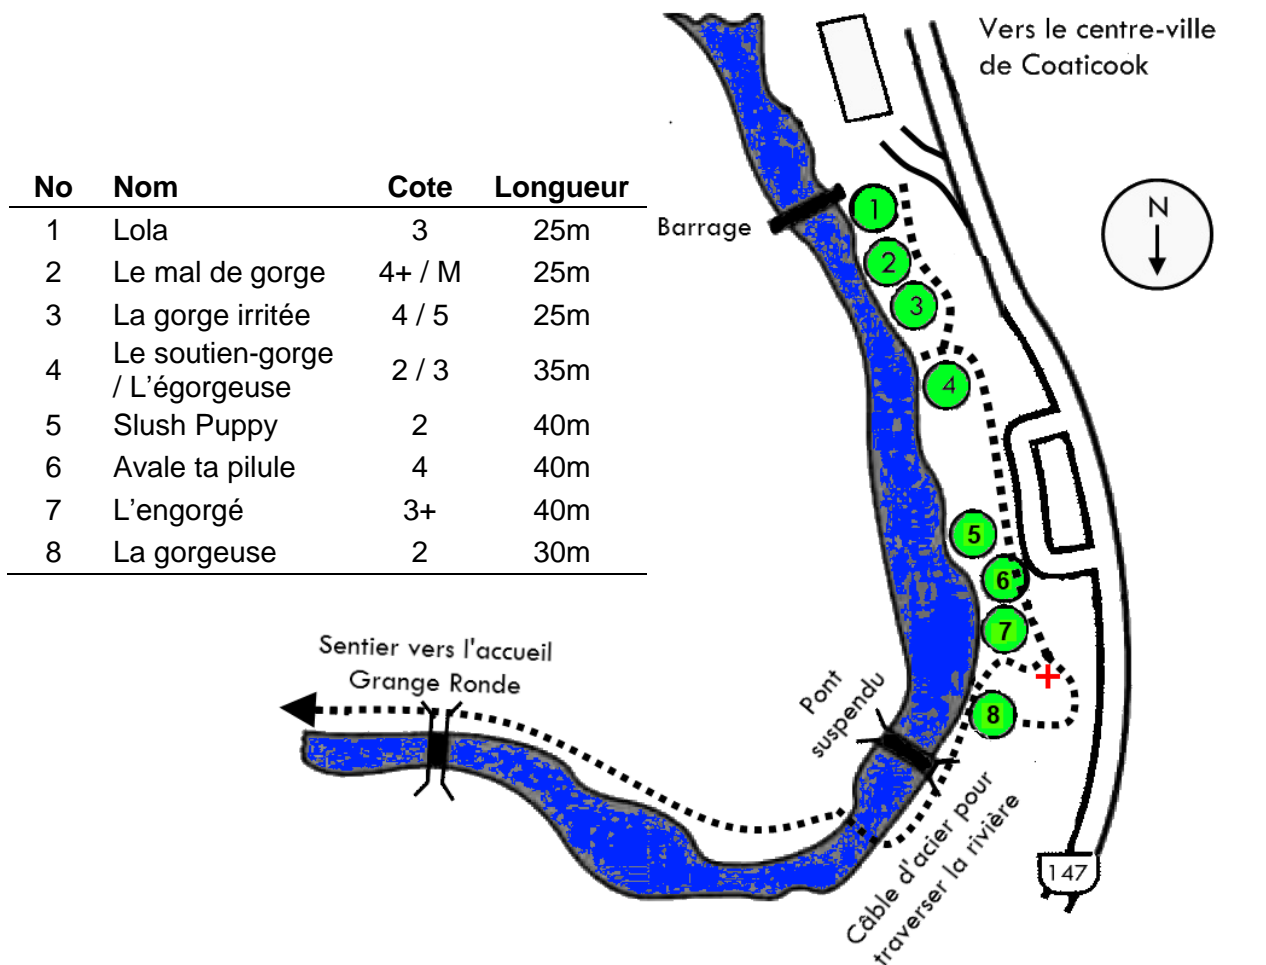 Vers le centre-ville
de Coaticook
No Nom Cote Longueur
1 Lola 3 25m
2 Le mal de gorge 4+ / M 25m
3 La gorge irritée 4 / 5 25m
4 Le soutien-gorge
/ L'égorgeuse 2 / 3 35m
5 Slush Puppy 2 40m
6 Avale ta pilule 4 40m
7 L'engorgé 3+ 40m
8 La gorgeuse 2 30m
Barrage
N
1
2
3
4
5
6
7
8
Sentier vers l'accueil
Grange Ronde
Pont
suspendu
Câble d'acier pour
traverser la rivière
147